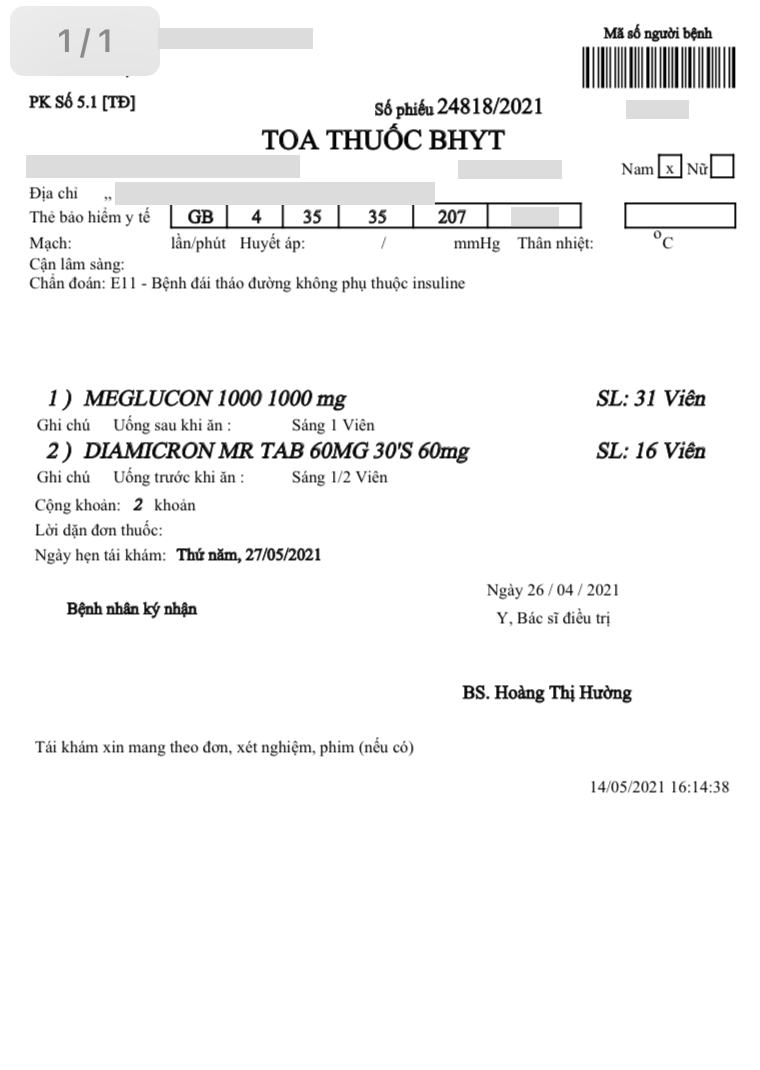 1/1
Mã số người bệnh
PK Số 5.1 [TĐ]
Số phiếu 24818/2021
TOA THUỐC BHYT
Nam x Nữ
Địa chỉ ,,
Thẻ bảo hiểm y tế GB 4 35 35 207
Mạch: lần/phút Huyết áp: / mmHg Thân nhiệt: °C
Cận lâm sàng:
Chẩn đoán: E11 - Bệnh đái tháo đường không phụ thuộc insuline
1 ) MEGLUCON 1000 1000 mg SL: 31 Viên
Ghi chú Uống sau khi ăn : Sáng 1 Viên
2 ) DIAMICRON MR TAB 60MG 30'S 60mg SL: 16 Viên
Ghi chú Uống trước khi ăn : Sáng 1/2 Viên
Cộng khoản: 2 khoản
Lời dặn đơn thuốc:
Ngày hẹn tái khám: Thứ năm, 27/05/2021
Ngày 26 / 04 / 2021
Bệnh nhân ký nhận
Y, Bác sĩ điều trị
BS. Hoàng Thị Hường
Tái khám xin mang theo đơn, xét nghiệm, phim (nếu có)
14/05/2021 16:14:38